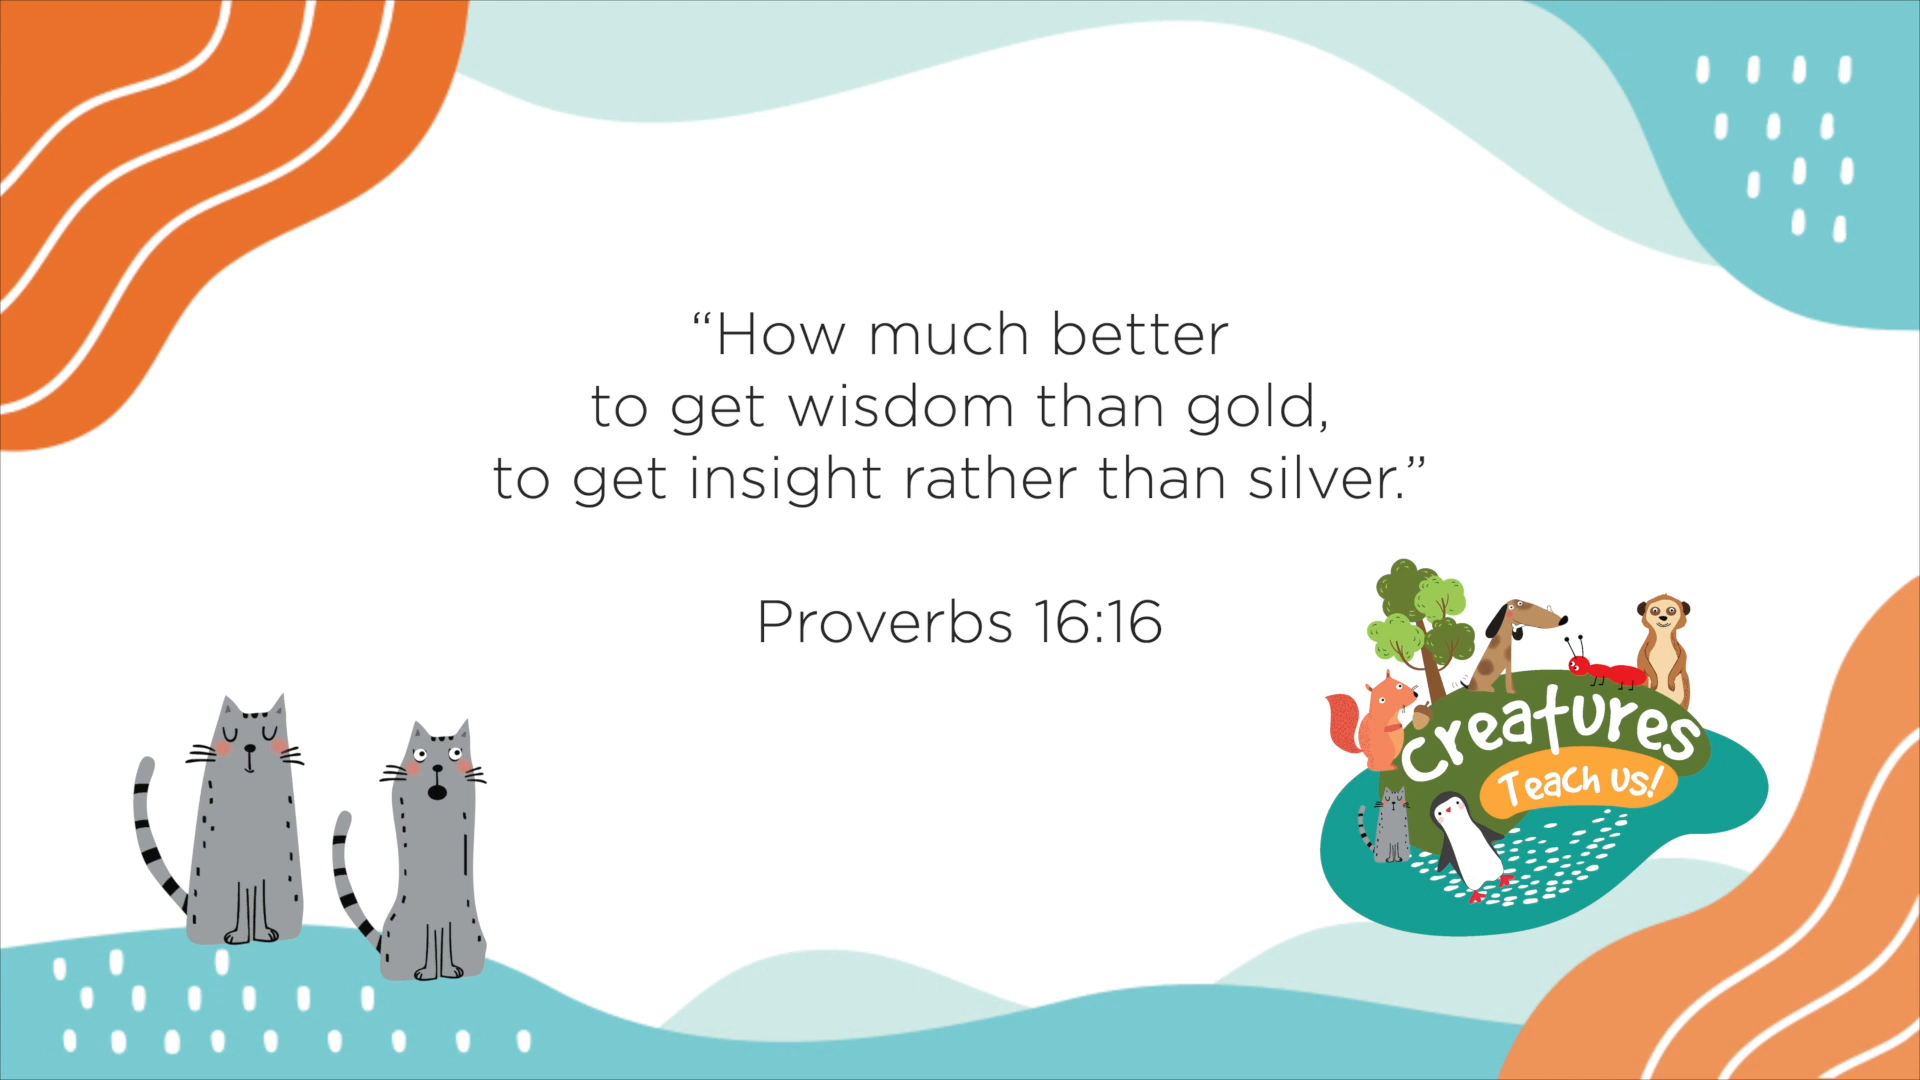 “How much better
to get wisdom than gold,
to get insight rather than silver.”
Proverbs 16:16
creatures
Teach us!